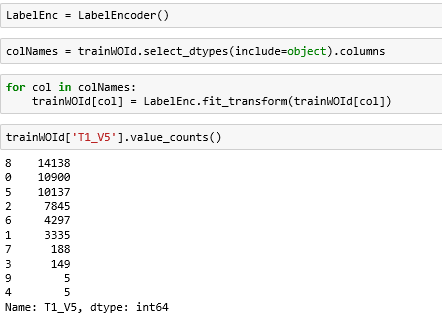 LabelEnc = LabelEncoder()
colNames = trainWOId.select_dtypes(include=object).columns
for col in colNames:
    trainWOId[col] = LabelEnc.fit_transform(trainWOId[col])
trainWOId['T1_V5'].value_counts()
8    14138
0    10900
5    10137
2     7845
6     4297
1     3335
7      188
3      149
9        5
4        5
Name: T1_V5, dtype: int64